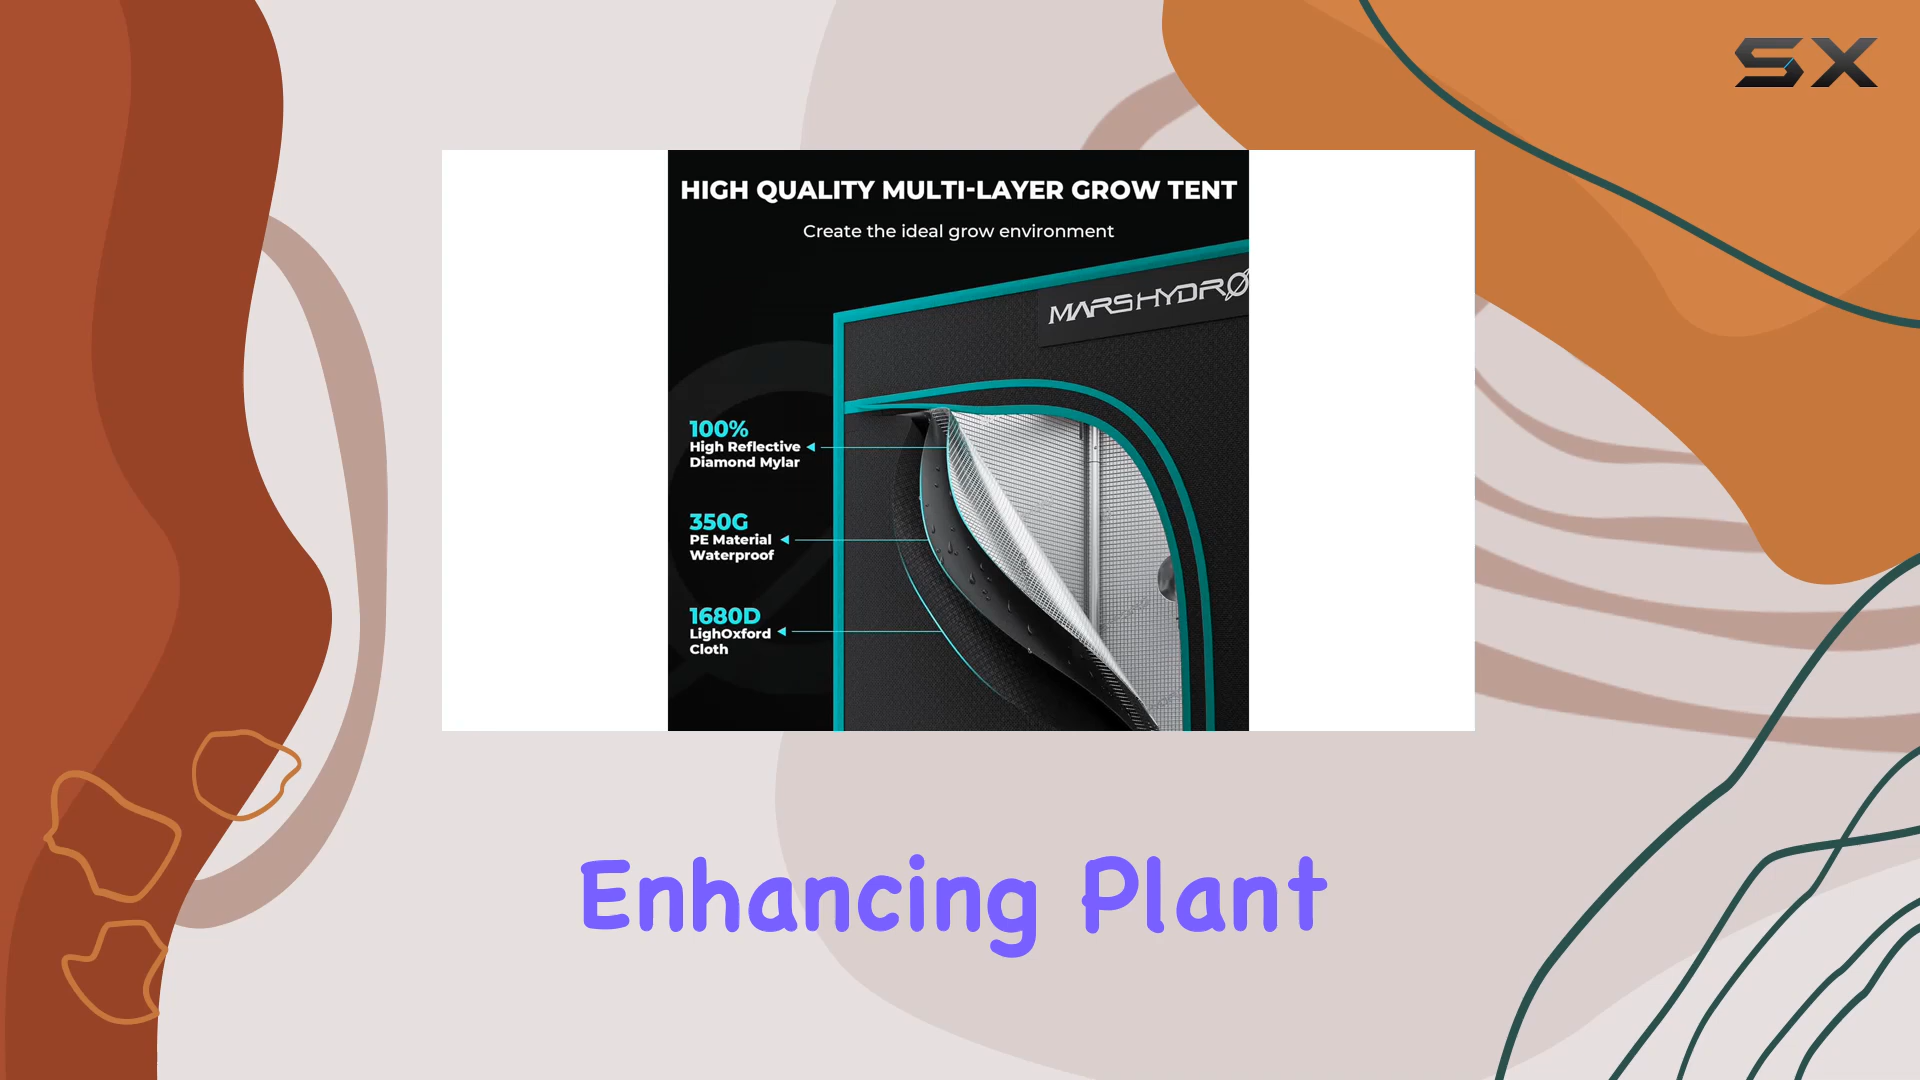 SX
HIGH QUALITY MULTI-LAYER GROW TENT
Create the ideal grow environment
MARSHYDRO
100%
High Reflective
Diamond Mylar
350G
PE Material
Waterproof
1680D
LighOxford
Cloth
Enhancing Plant